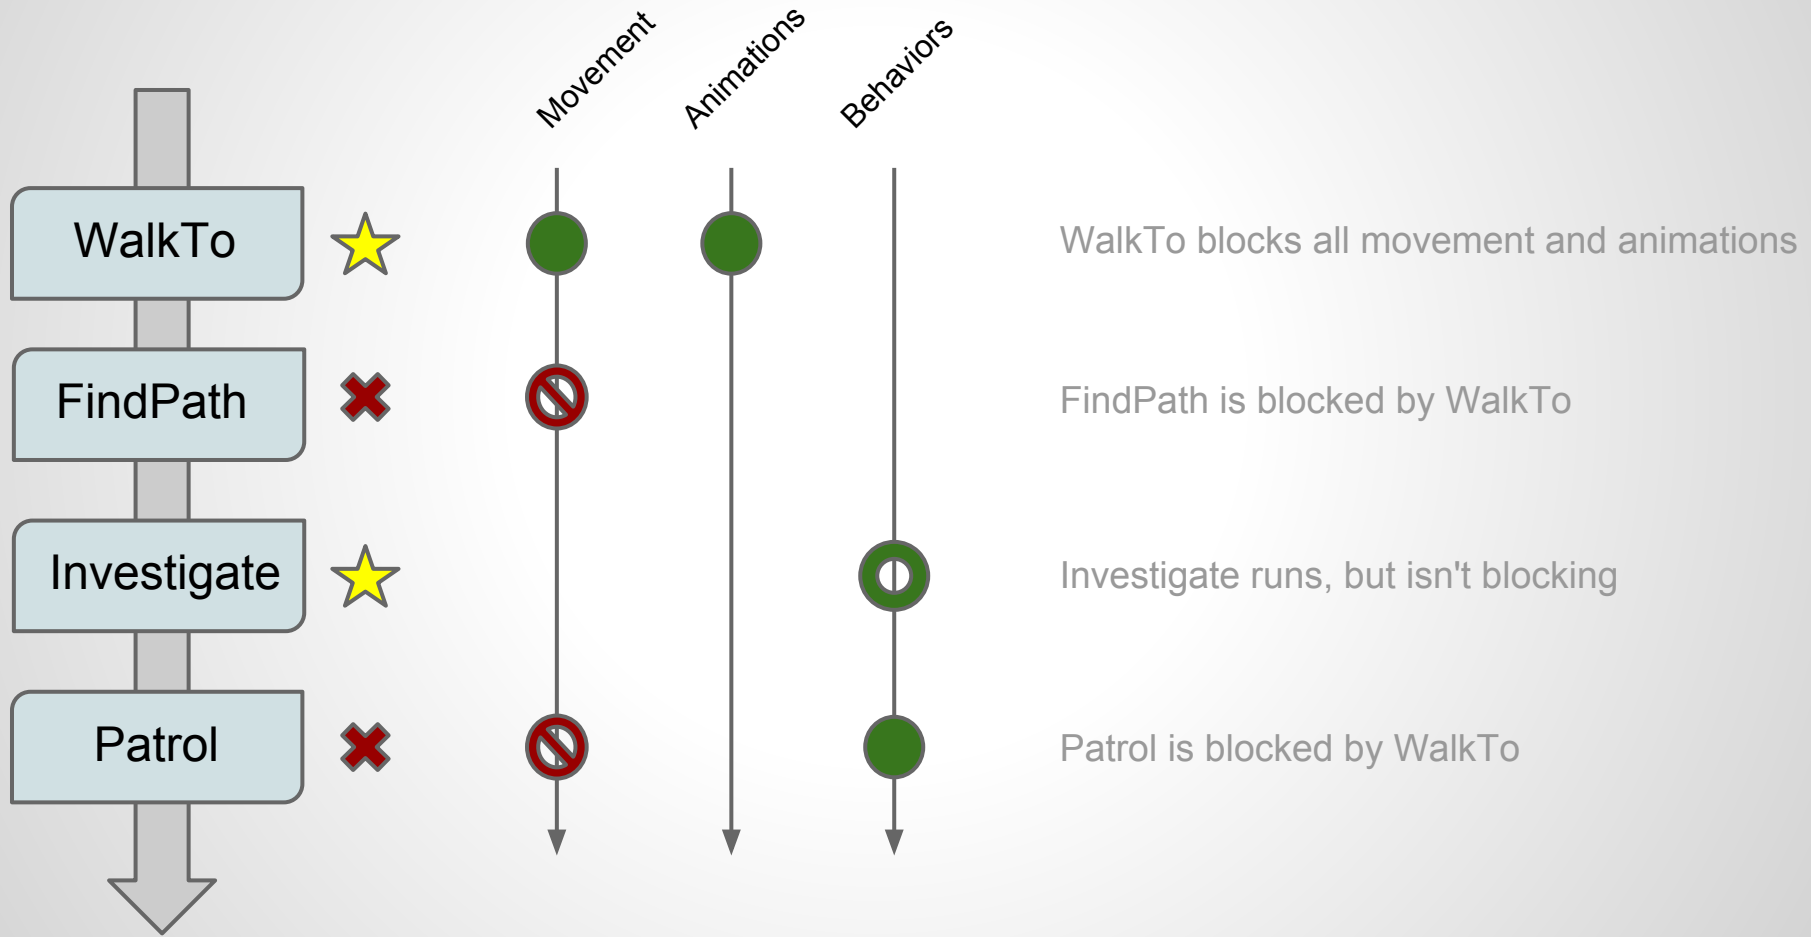 Movement
Animations
Behaviors
WalkTo
WalkTo blocks all movement and animations
FindPath
FindPath is blocked by WalkTo
Investigate
Investigate runs, but isn't blocking
Patrol
Patrol is blocked by WalkTo